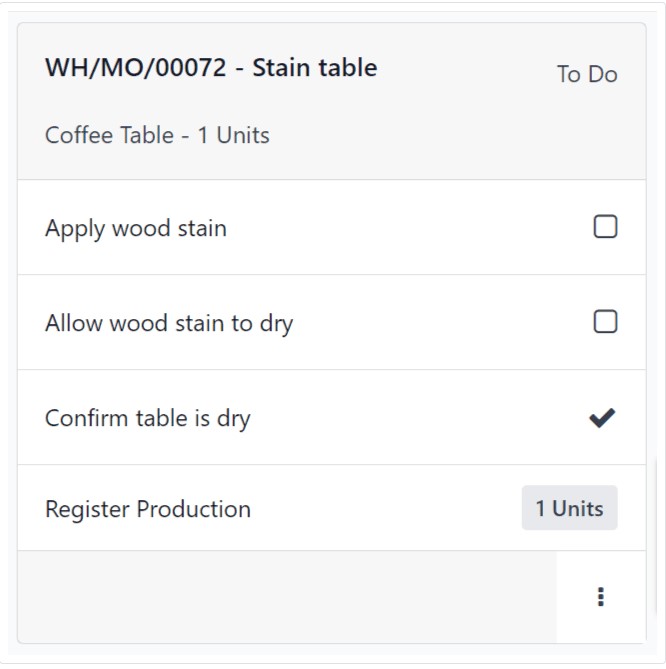 WH/MO/00072 - Stain table
To Do
Coffee Table - 1 Units
Apply wood stain
Allow wood stain to dry
Confirm table is dry
Register Production
1 Units